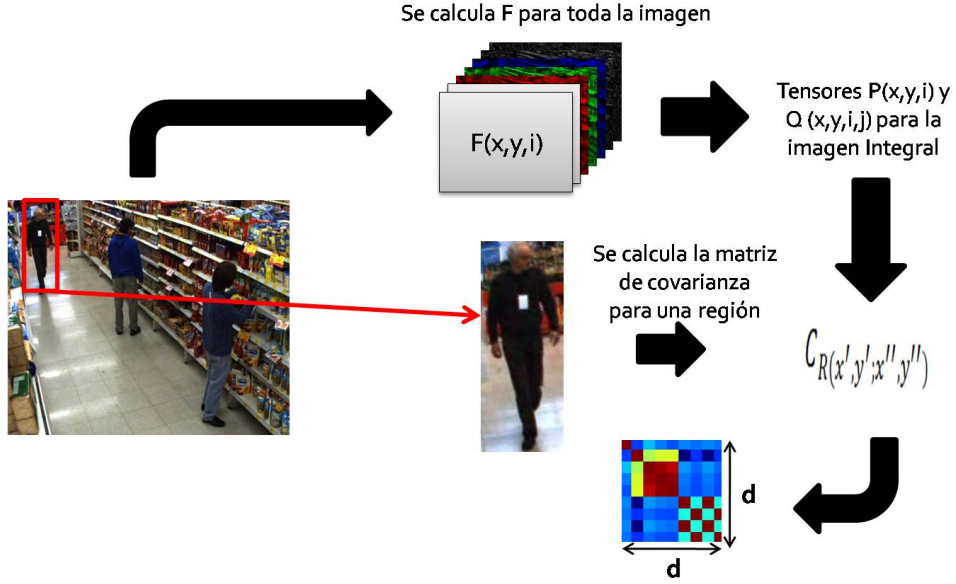 Se calcula F para toda la imagen
F(x,y,i)
Tensores P(x,y,i) y
Q (x,y,i,j) para la
imagen Integral
Se calcula la matriz
de covarianza
para una región
C_{R(x',y';x'',y'')}
d
d